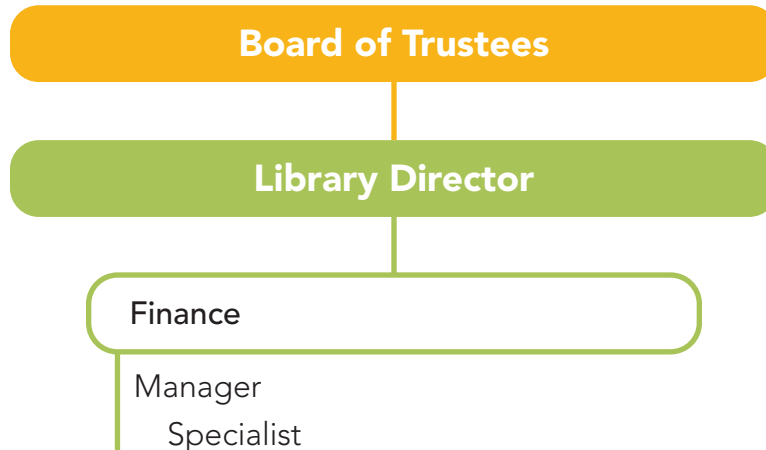 Board of Trustees
Library Director
Finance
Manager
Specialist